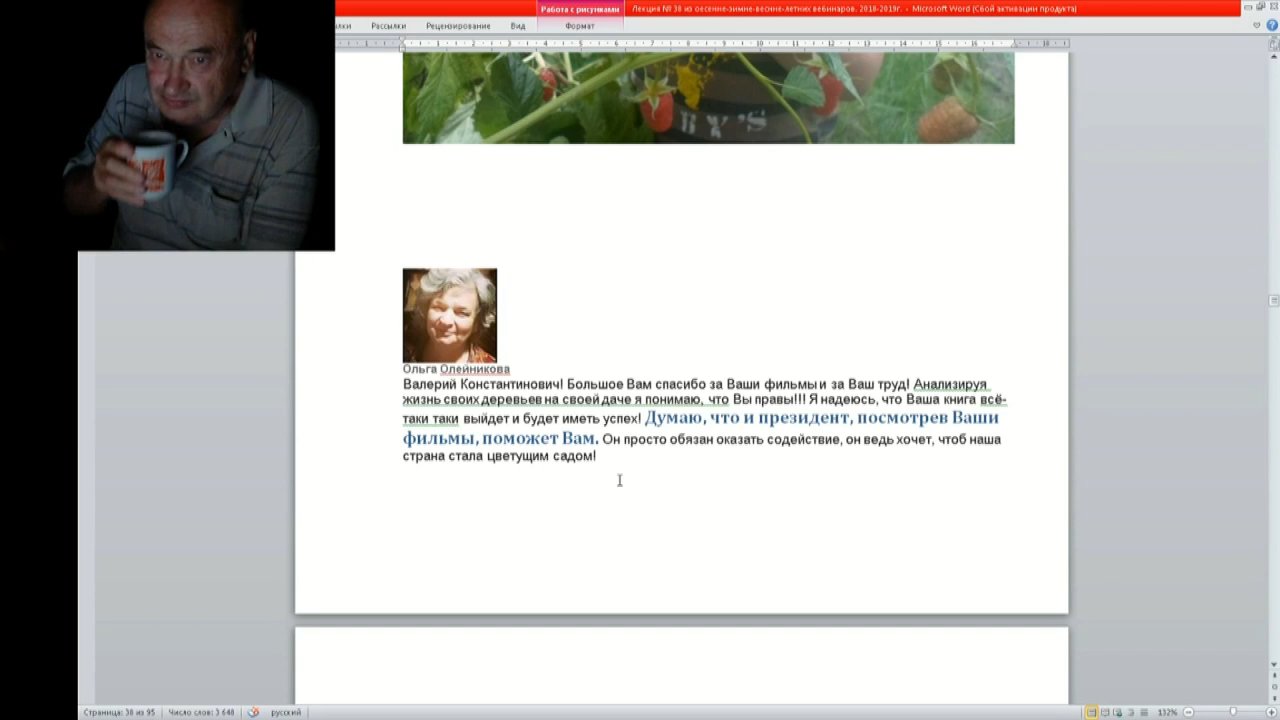 Работа с рисунками
Лекция № 38 из осенне-зимне-весенне-летних вебинаров. 2018-2019г. - Microsoft Word (Сбой активации продукта)
Рассылки Рецензирование Вид Формат
BY'S
Ольга Олейникова
Валерий Константинович! Большое Вам спасибо за Ваши фильмы и за Ваш труд! Анализируя
жизнь своих деревьев на своей даче я понимаю, что Вы правы!!! Я надеюсь, что Ваша книга всё-
таки таки выйдет и будет иметь успех! Думаю, что и президент, посмотрев Ваши
фильмы, поможет Вам. Он просто обязан оказать содействие, он ведь хочет, чтоб наша
страна стала цветущим садом!
Страница: 38 из 95 Число слов: 3 648 русский 132%